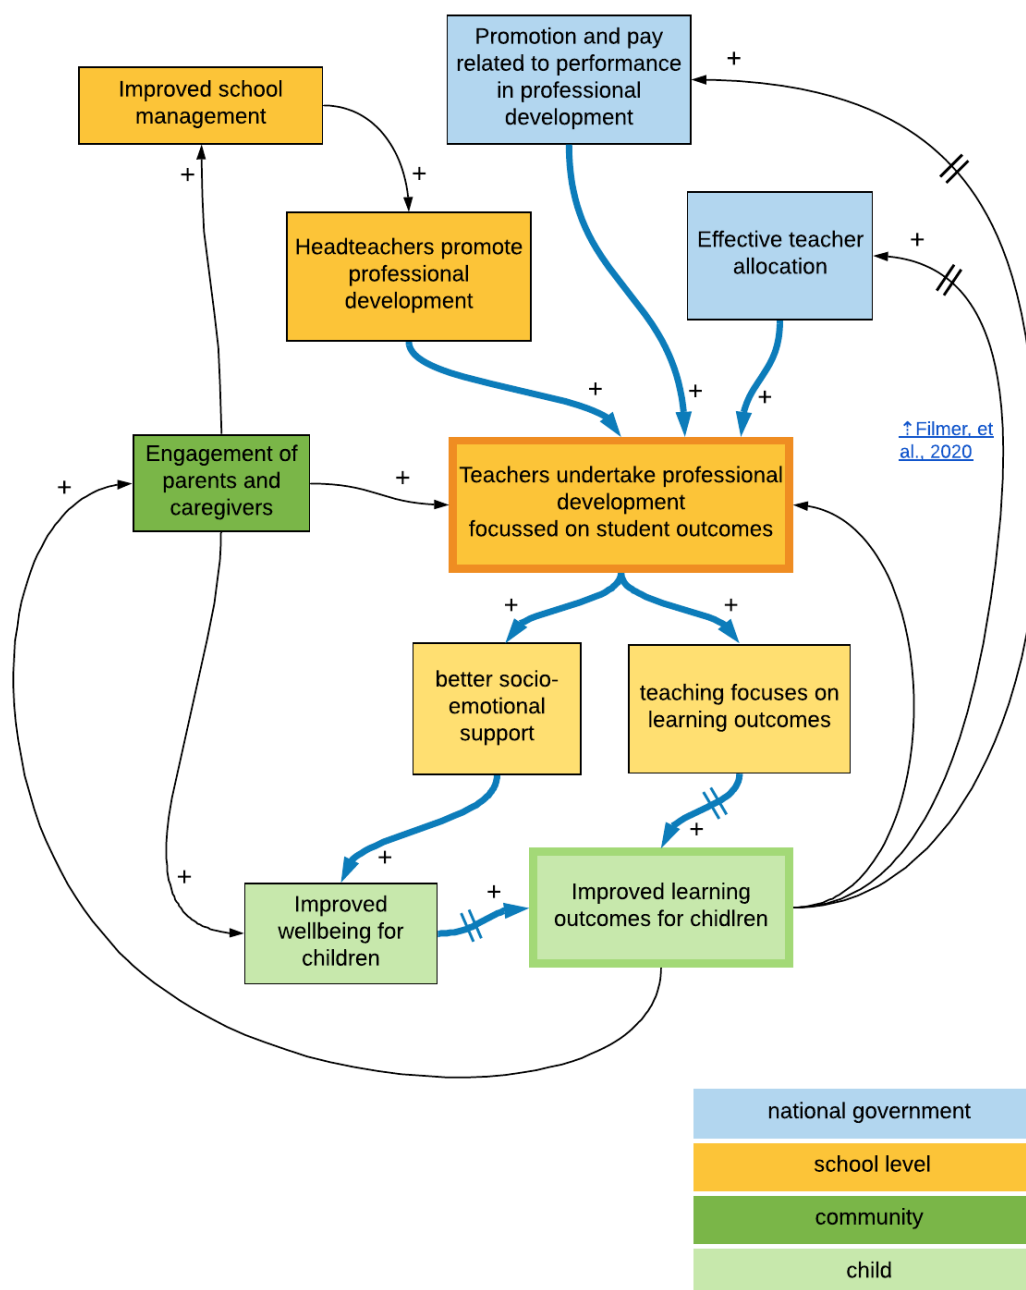 Promotion and pay
related to performance
in professional
development
+
Improved school
management
+
+
Headteachers promote
professional
development
Effective teacher
allocation
+
+
+
+
↑Filmer, et
al., 2020
Engagement of
parents and
caregivers
+
+
Teachers undertake professional
development
focussed on student outcomes
+
+
better socio-
emotional
support
teaching focuses on
learning outcomes
+
+
+
Improved
wellbeing for
children
+
Improved learning
outcomes for chidlren
national government
school level
community
child